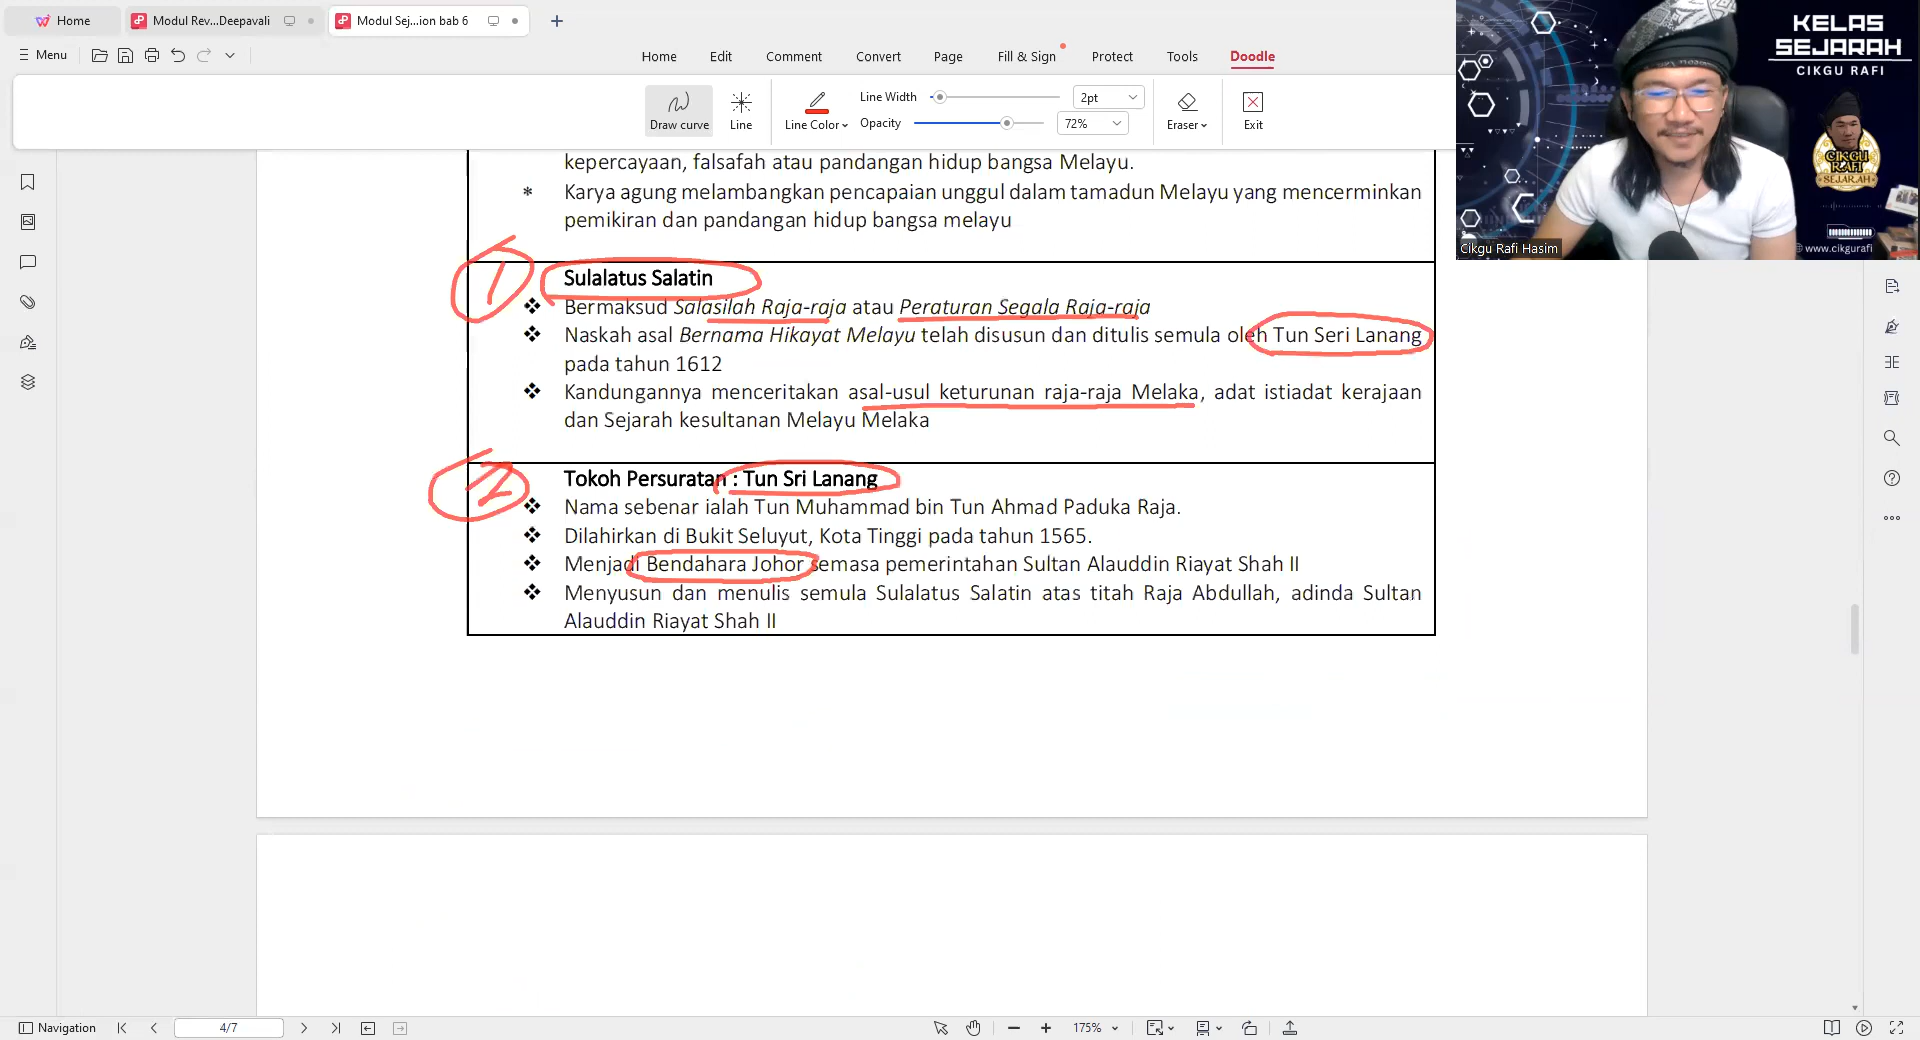 Home
Modul Rev...Deepavali
Modul Sej...ion bab 6
KELAS
SEJARAH
CIKGU RAFI
Menu
Home Edit Comment Convert Page Fill & Sign Protect Tools Doodle
Draw curve
Line
Line Color
Line Width 2pt
Opacity 72%
Eraser
Exit
CIKGU
RAFI
SEJARAH
www.cikgurafi
Cikgu Rafi Hasim
kepercayaan, falsafah atau pandangan hidup bangsa Melayu.
* Karya agung melambangkan pencapaian unggul dalam tamadun Melayu yang mencerminkan
pemikiran dan pandangan hidup bangsa melayu
1
Sulalatus Salatin
❖ Bermaksud Salasilah Raja-raja atau Peraturan Segala Raja-raja
❖ Naskah asal Bernama Hikayat Melayu telah disusun dan ditulis semula oleh Tun Seri Lanang
pada tahun 1612
❖ Kandungannya menceritakan asal-usul keturunan raja-raja Melaka, adat istiadat kerajaan
dan Sejarah kesultanan Melayu Melaka
2
Tokoh Persuratan : Tun Sri Lanang
❖ Nama sebenar ialah Tun Muhammad bin Tun Ahmad Paduka Raja.
❖ Dilahirkan di Bukit Seluyut, Kota Tinggi pada tahun 1565.
❖ Menjadi Bendahara Johor semasa pemerintahan Sultan Alauddin Riayat Shah II
❖ Menyusun dan menulis semula Sulalatus Salatin atas titah Raja Abdullah, adinda Sultan
Alauddin Riayat Shah II
Navigation
4/7
175%